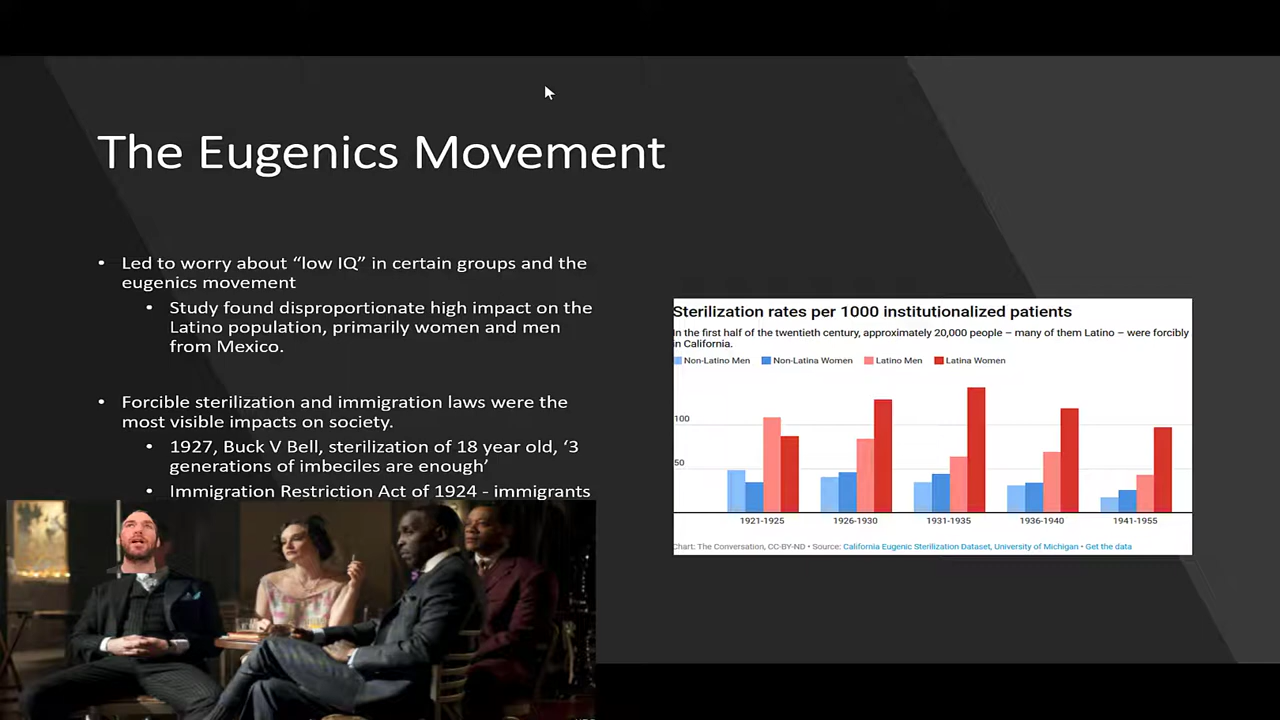 The Eugenics Movement
• Led to worry about “low IQ” in certain groups and the
eugenics movement
• Study found disproportionate high impact on the
Latino population, primarily women and men
from Mexico.
• Forcible sterilization and immigration laws were the
most visible impacts on society.
• 1927, Buck V Bell, sterilization of 18 year old, ‘3
generations of imbeciles are enough’
• Immigration Restriction Act of 1924 - immigrants
Sterilization rates per 1000 institutionalized patients
In the first half of the twentieth century, approximately 20,000 people – many of them Latino – were forcibly
in California.
Non-Latino Men Non-Latina Women Latino Men Latina Women
100
50
1921-1925 1926-1930 1931-1935 1936-1940 1941-1955
Chart: The Conversation, CC-BY-ND • Source: California Eugenic Sterilization Dataset, University of Michigan • Get the data